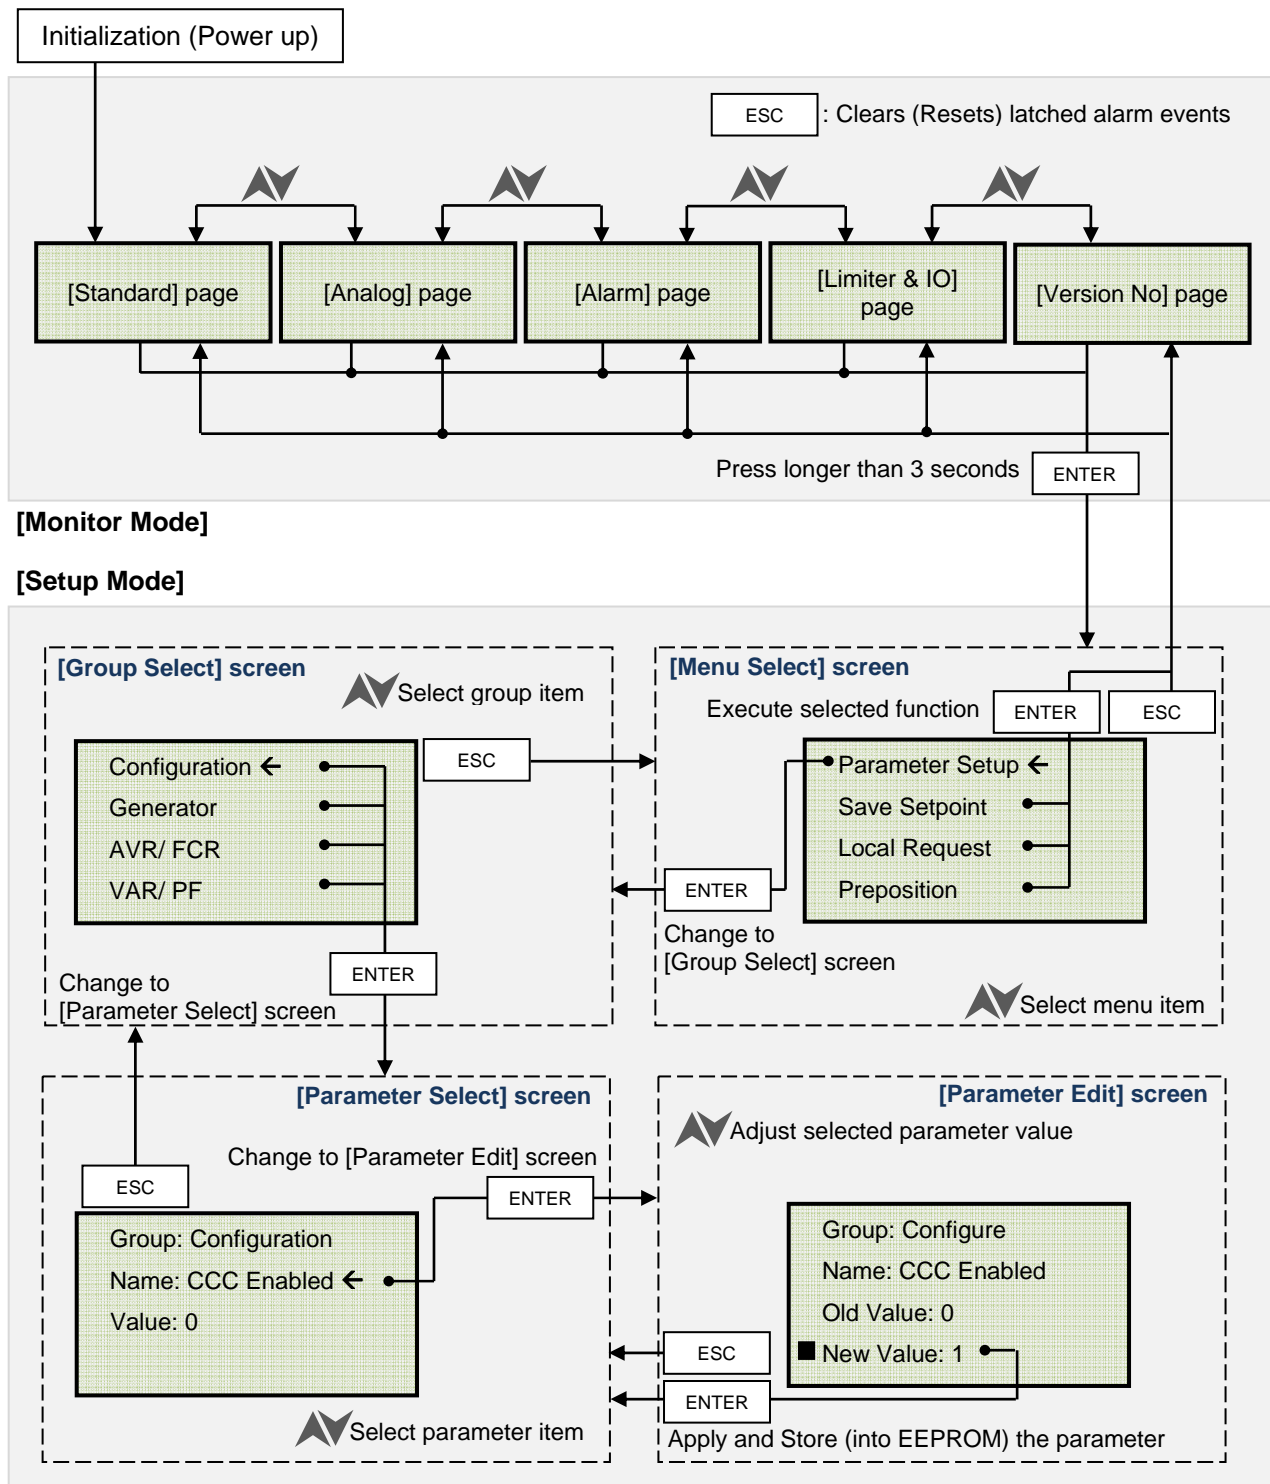 Initialization (Power up)
ESC : Clears (Resets) latched alarm events
[Standard] page
[Analog] page
[Alarm] page
[Limiter & IO]
page
[Version No] page
Press longer than 3 seconds
ENTER
[Monitor Mode]
[Setup Mode]
[Group Select] screen
Select group item
Configuration ←
Generator
AVR/ FCR
VAR/ PF
ESC
ENTER
Change to
[Parameter Select] screen
[Menu Select] screen
Execute selected function
ENTER
ESC
Parameter Setup ←
Save Setpoint
Local Request
Preposition
ENTER
Change to
[Group Select] screen
Select menu item
[Parameter Select] screen
Change to [Parameter Edit] screen
ESC
ENTER
Group: Configuration
Name: CCC Enabled ←
Value: 0
Select parameter item
[Parameter Edit] screen
Adjust selected parameter value
Group: Configure
Name: CCC Enabled
Old Value: 0
New Value: 1
ESC
ENTER
Apply and Store (into EEPROM) the parameter